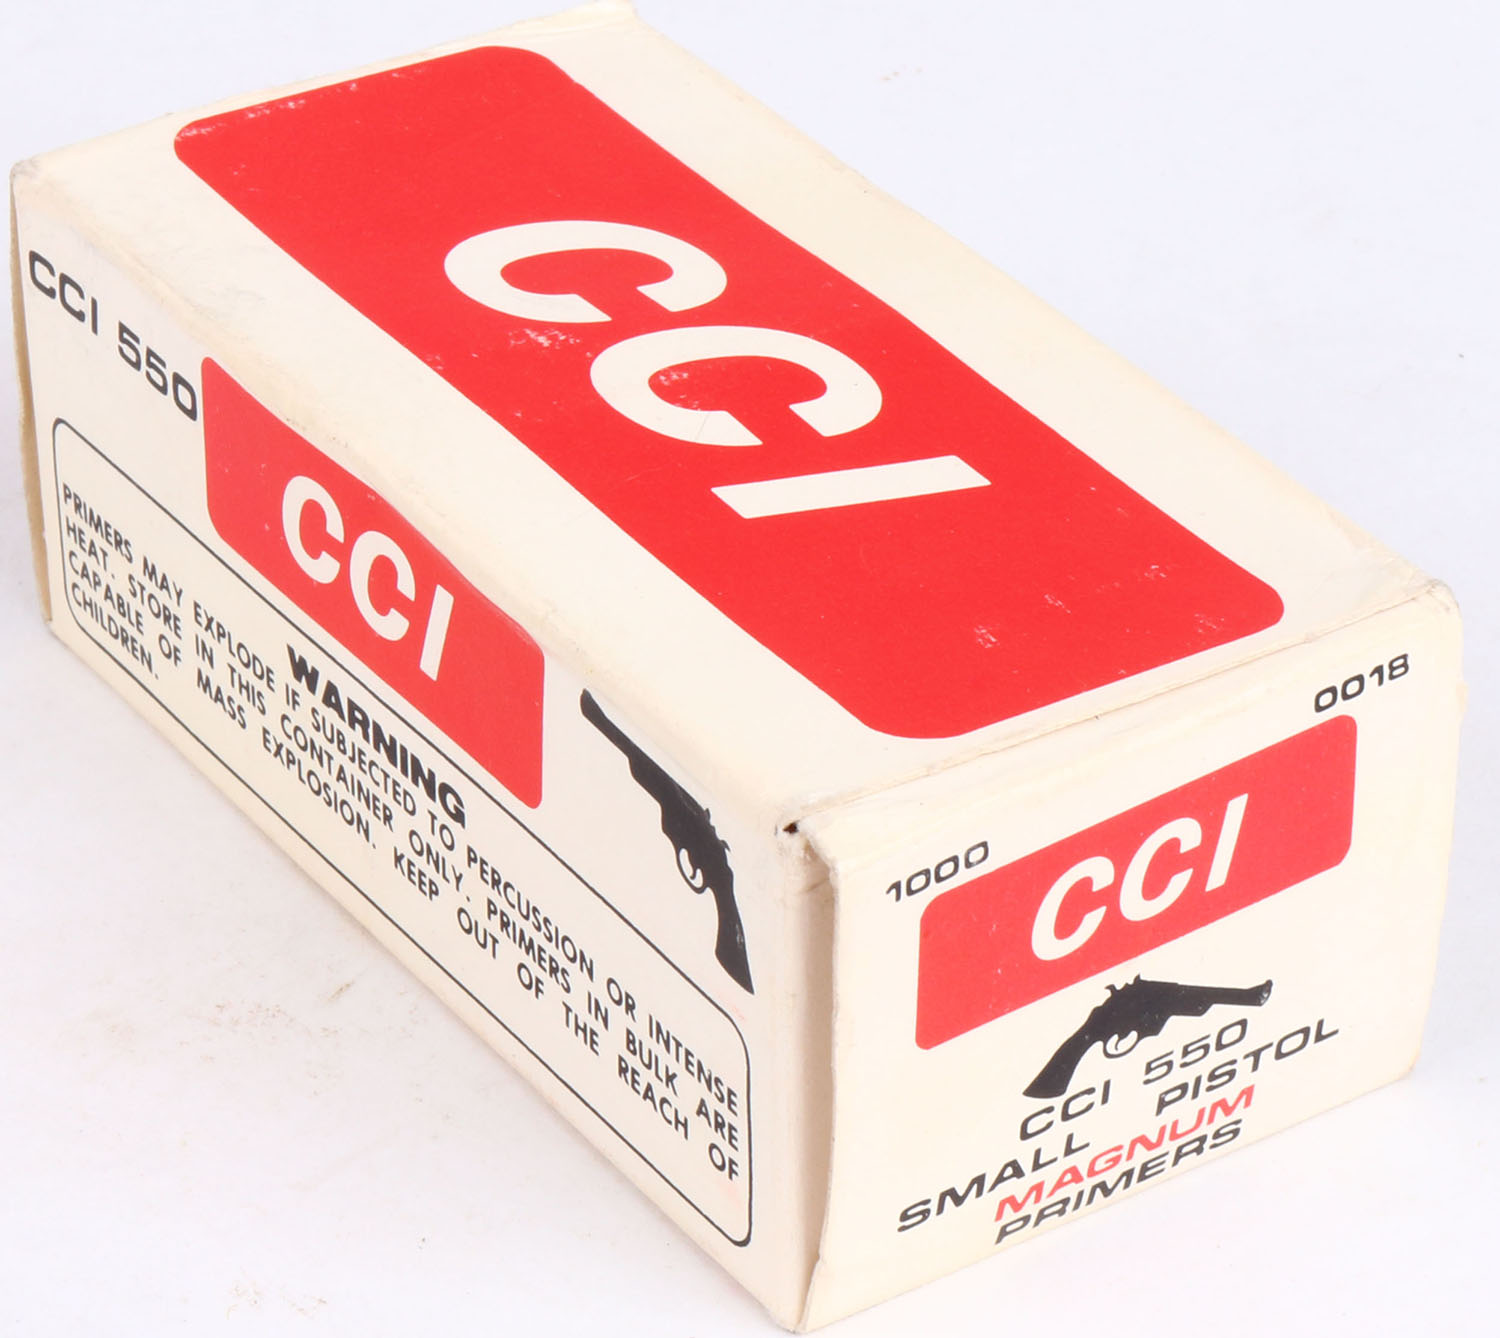 CCI
CCI 550
CCI
WARNING
PRIMERS MAY EXPLODE IF SUBJECTED TO PERCUSSION OR INTENSE
HEAT. STORE IN THIS CONTAINER ONLY. PRIMERS IN BULK ARE
CAPABLE OF MASS EXPLOSION. KEEP OUT OF THE REACH OF
CHILDREN.
1000
0018
CCI
CCI 550
SMALL PISTOL
MAGNUM
PRIMERS